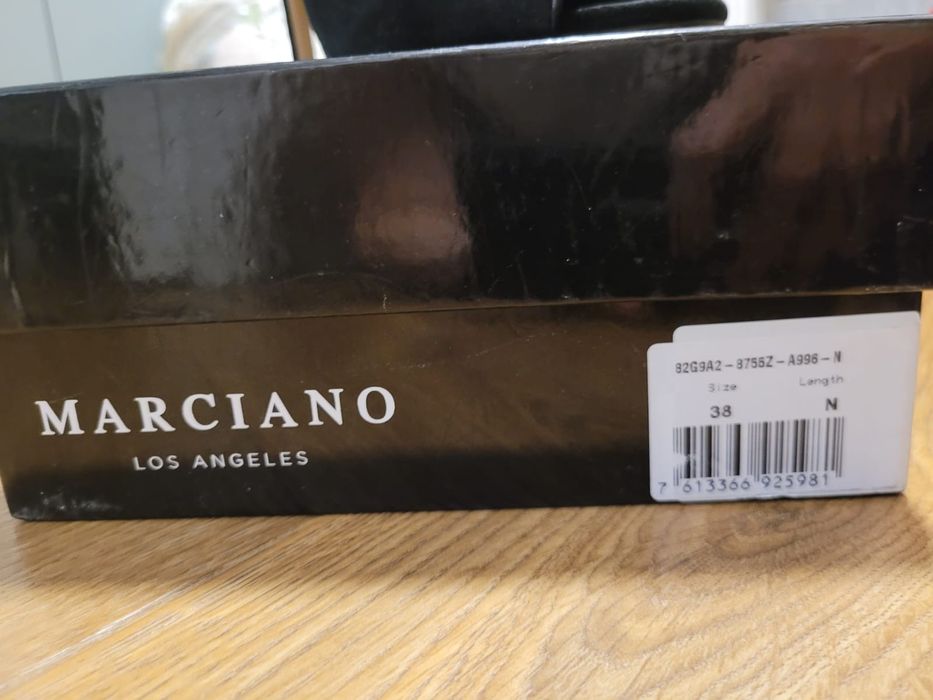 MARCIANO
LOS ANGELES
82G9A2-8755Z-A996-N
Size Length
38 N
7 613366 925981